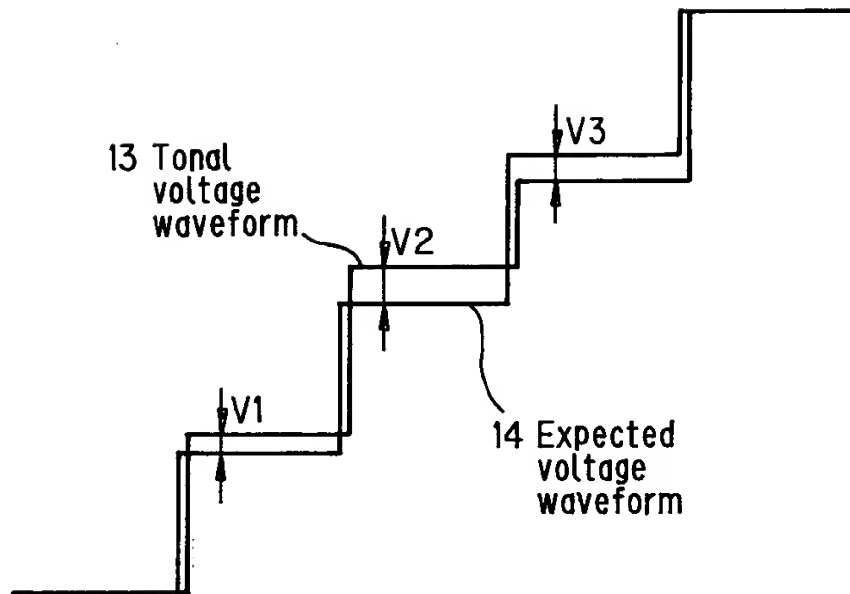 V3
13 Tonal
voltage
waveform
V2
V1
14 Expected
voltage
waveform